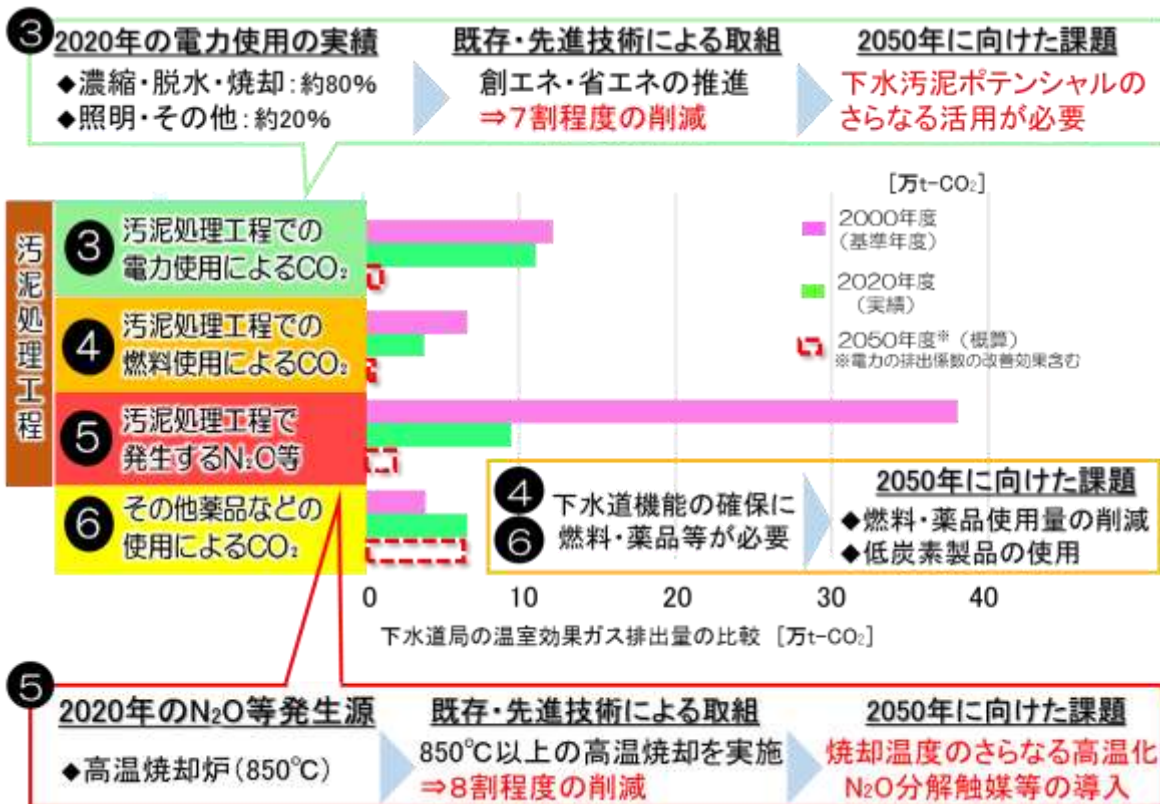 ③
2020年の電力使用の実績
◆濃縮・脱水・焼却:約80%
◆照明・その他:約20%
既存・先進技術による取組
創エネ・省エネの推進
⇒7割程度の削減
2050年に向けた課題
下水汚泥ポテンシャルの
さらなる活用が必要
[万t-CO₂]
2000年度
(基準年度)
2020年度
(実績)
2050年度※(概算)
※電力の排出係数の改善効果含む
汚泥処理工程
③
汚泥処理工程での
電力使用によるCO₂
④
汚泥処理工程での
燃料使用によるCO₂
⑤
汚泥処理工程で
発生するN₂O等
⑥
その他薬品などの
使用によるCO₂
④
⑥
下水道機能の確保に
燃料・薬品等が必要
2050年に向けた課題
◆燃料・薬品使用量の削減
◆低炭素製品の使用
0 10 20 30 40
下水道局の温室効果ガス排出量の比較 [万t-CO₂]
⑤
2020年のN₂O等発生源
◆高温焼却炉(850℃)
既存・先進技術による取組
850℃以上の高温焼却を実施
⇒8割程度の削減
2050年に向けた課題
焼却温度のさらなる高温化
N₂O分解触媒等の導入